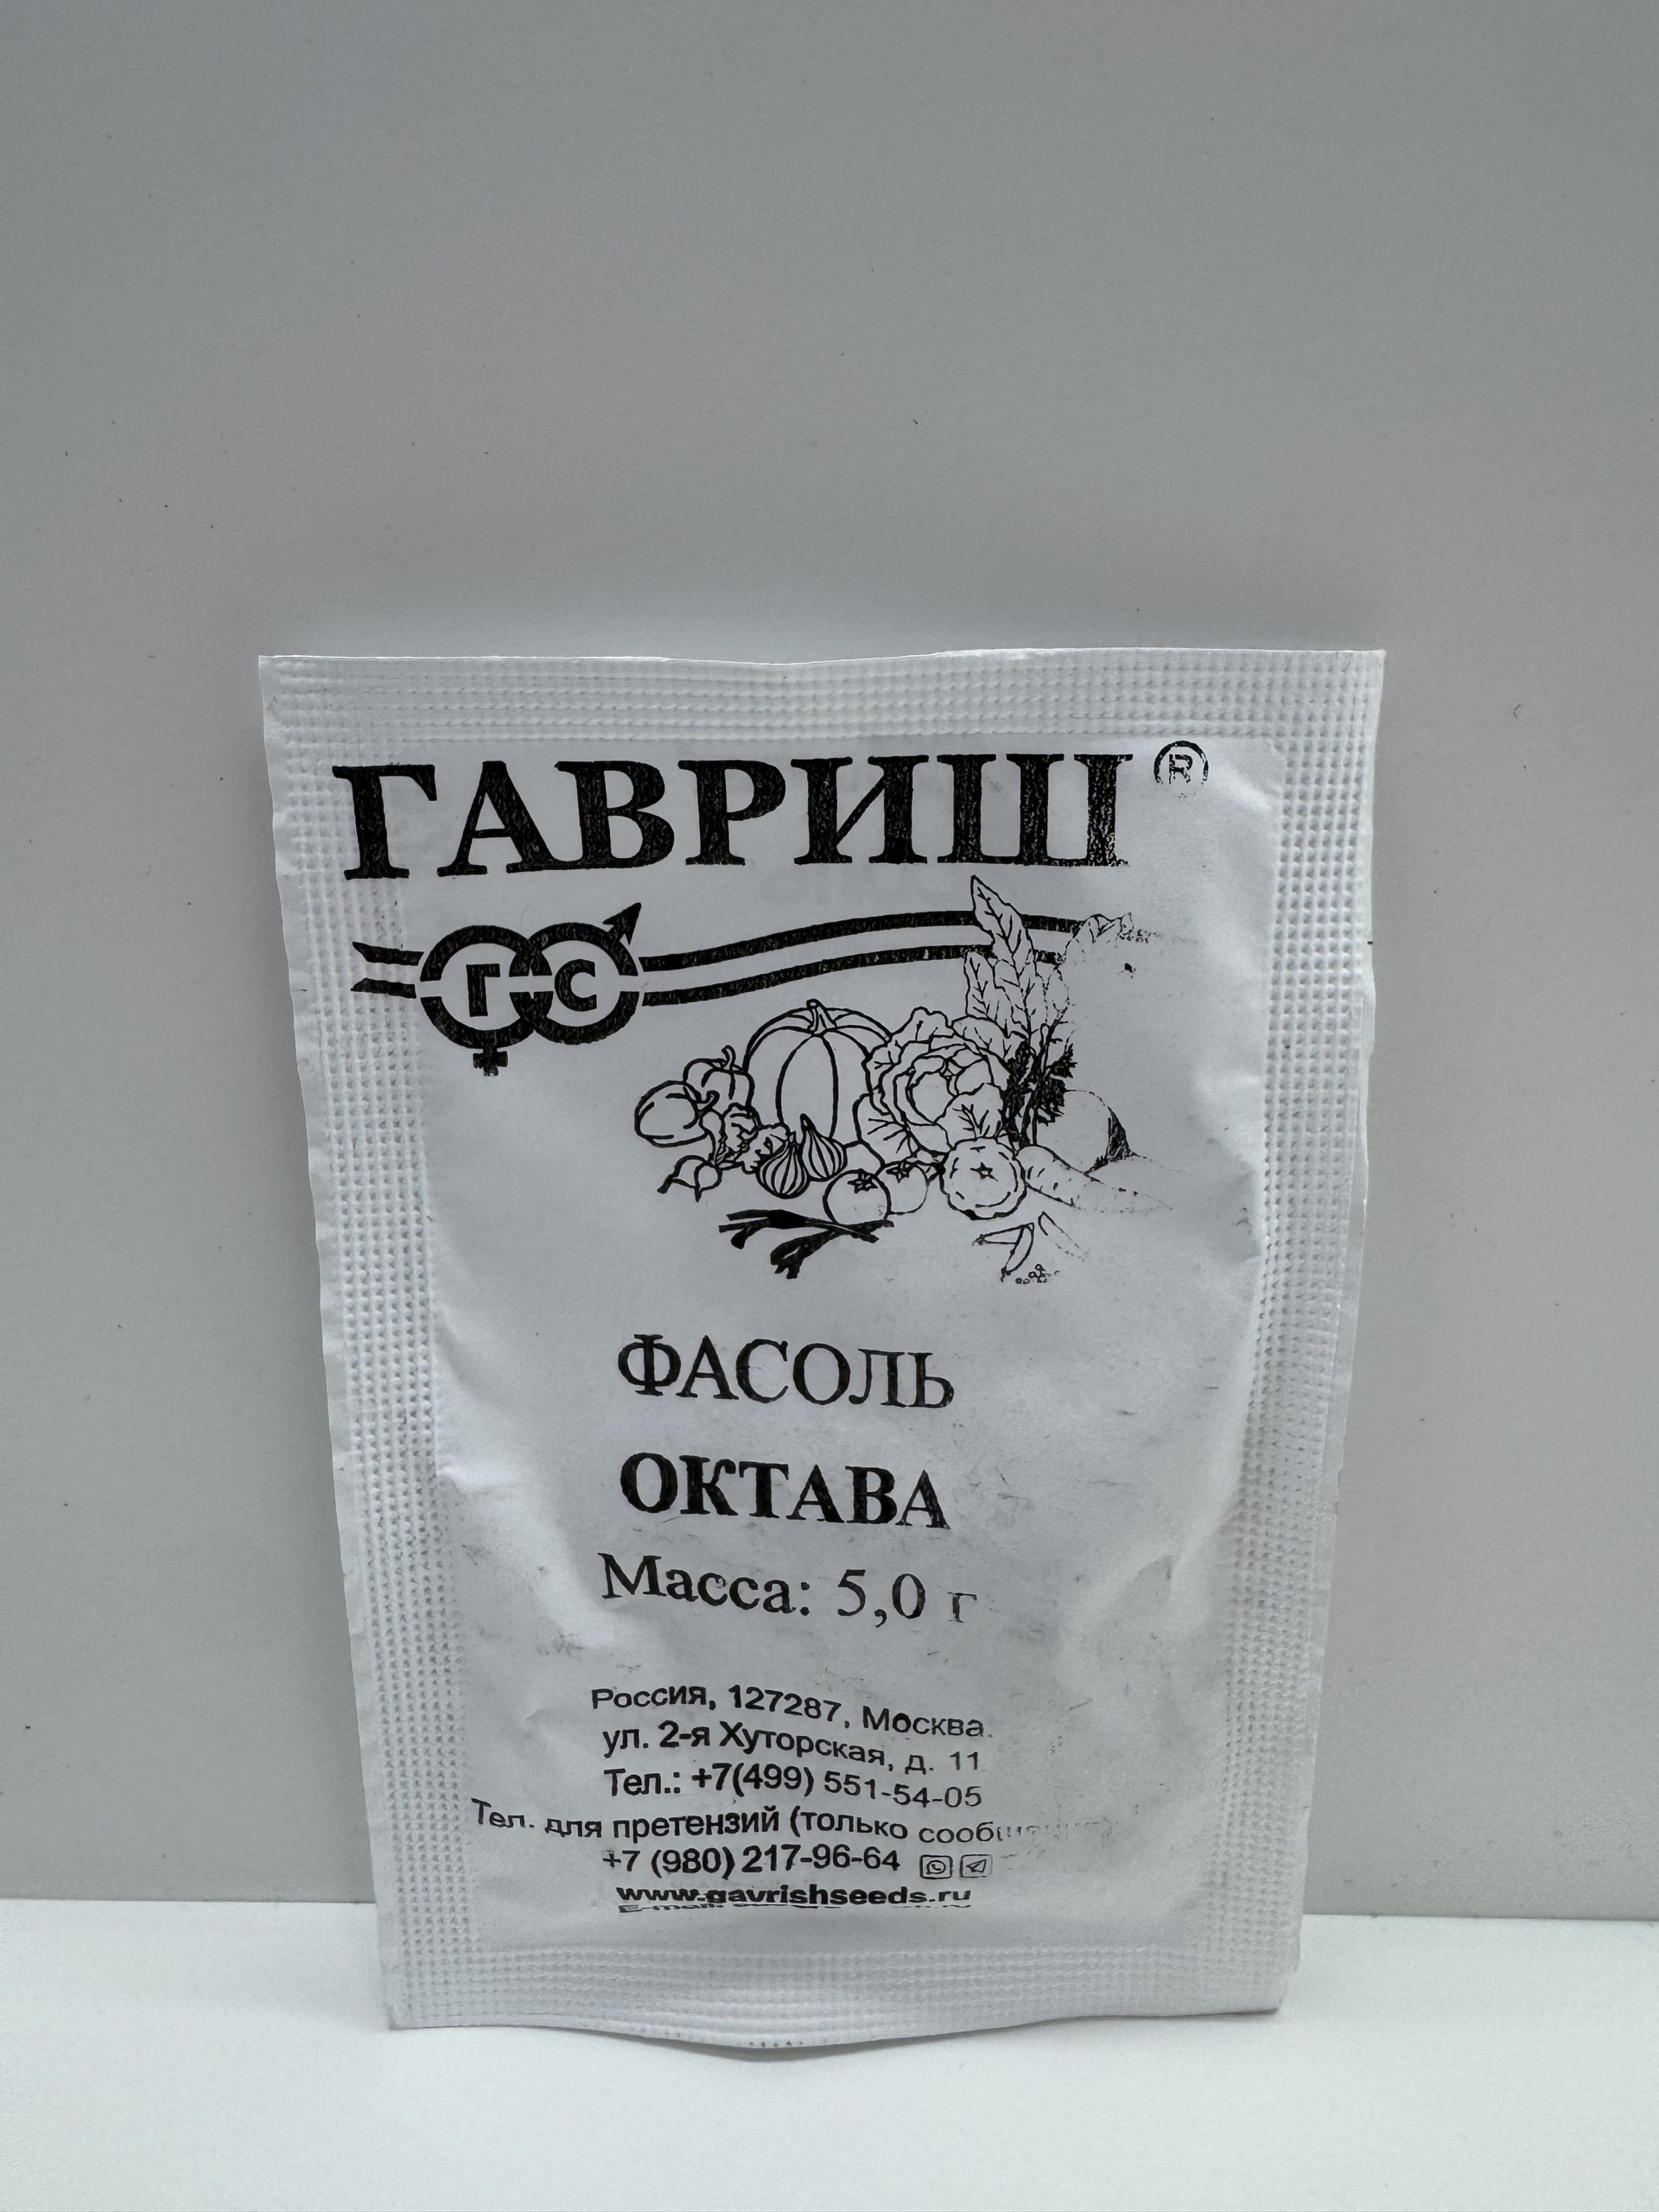 ГАВРИШ®
Г С
ФАСОЛЬ
ОКТАВА
Масса: 5,0 г
Россия, 127287, Москва.
ул. 2-я Хуторская, д. 11
Тел.: +7(499) 551-54-05
Тел. для претензий (только
+7 (980) 217-96-64
www.gavrishseeds.ru